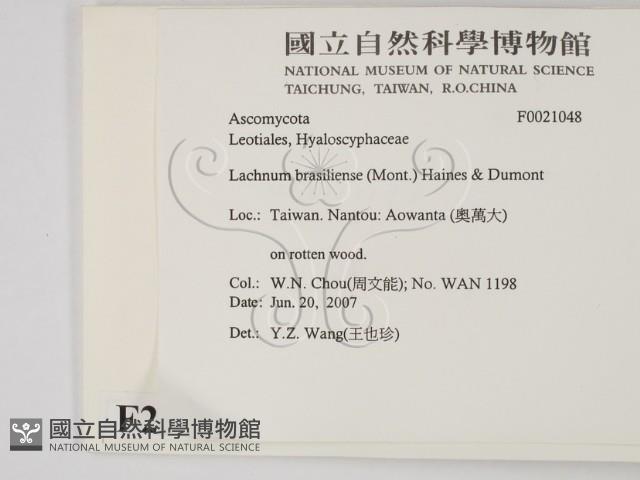 國立自然科學博物館
NATIONAL MUSEUM OF NATURAL SCIENCE
TAICHUNG, TAIWAN, R.O.CHINA
Ascomycota F0021048
Leotiales, Hyaloscyphaceae
Lachnum brasiliense (Mont.) Haines & Dumont
Loc.: Taiwan. Nantou: Aowanta (奧萬大)
on rotten wood.
Col.: W.N. Chou(周文能); No. WAN 1198
Date: Jun. 20, 2007
Det.: Y.Z. Wang(王也珍)
F2
國立自然科學博物館
NATIONAL MUSEUM OF NATURAL SCIENCE